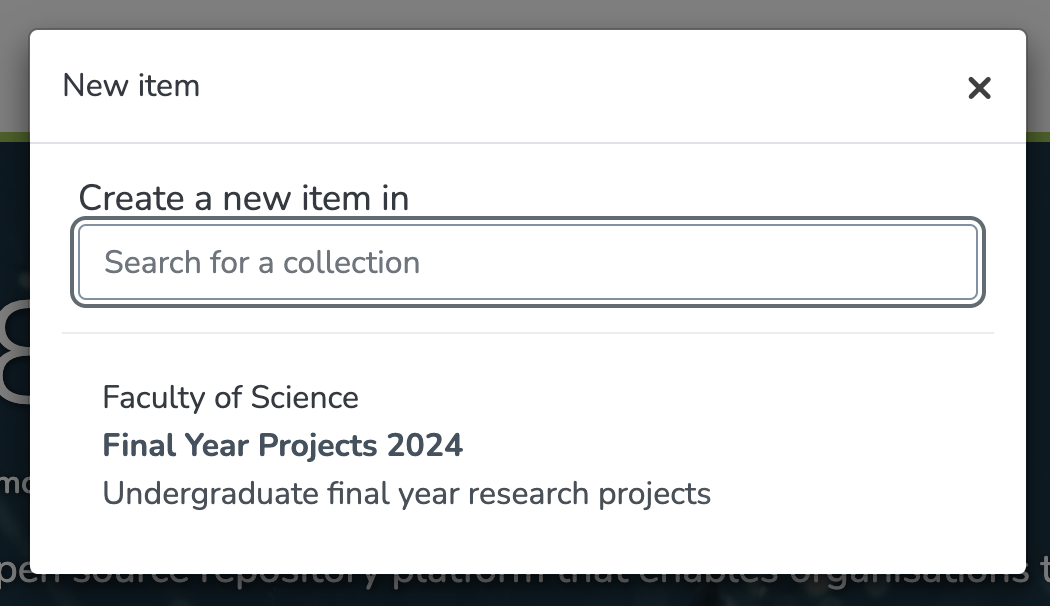 New item
Create a new item in
Search for a collection
Faculty of Science
Final Year Projects 2024
Undergraduate final year research projects
open source repository platform that enables organisations t